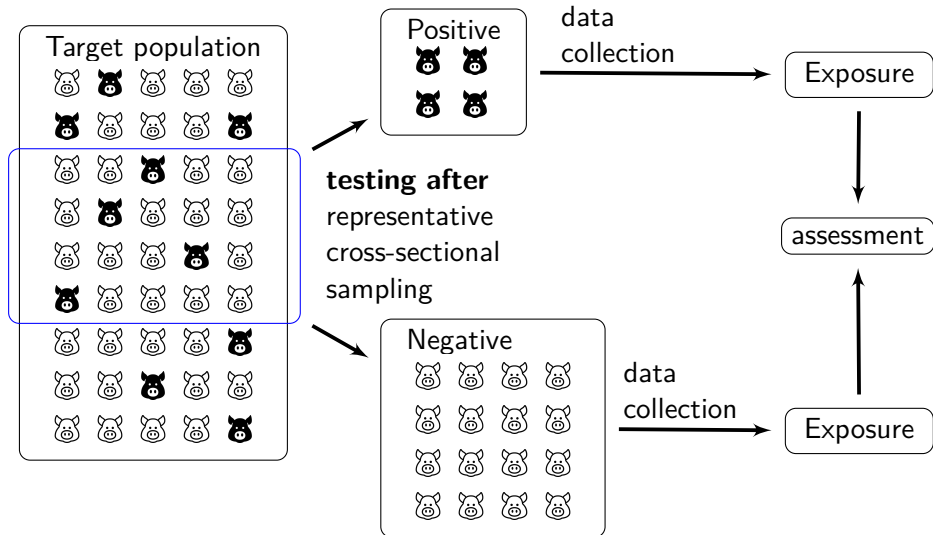 Target population
Positive
data
collection
Exposure
testing after
representative
cross-sectional
sampling
assessment
Negative
data
collection
Exposure